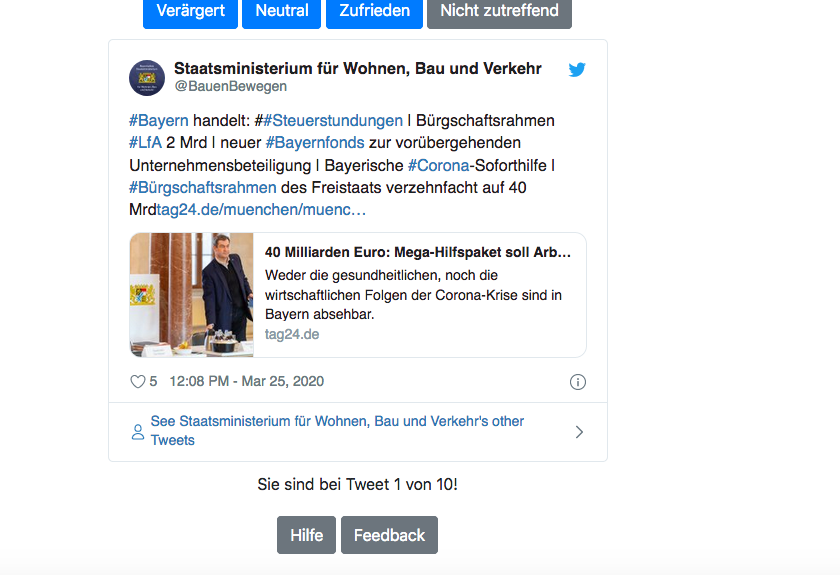 Verärgert Neutral Zufrieden Nicht zutreffend
Staatsministerium für Wohnen, Bau und Verkehr
@BauenBewegen
#Bayern handelt: ##Steuerstundungen I Bürgschaftsrahmen
#LfA 2 Mrd I neuer #Bayernfonds zur vorübergehenden
Unternehmensbeteiligung I Bayerische #Corona-Soforthilfe I
#Bürgschaftsrahmen des Freistaats verzehnfacht auf 40
Mrdtag24.de/muenchen/muenc…
40 Milliarden Euro: Mega-Hilfspaket soll Arb…
Weder die gesundheitlichen, noch die
wirtschaftlichen Folgen der Corona-Krise sind in
Bayern absehbar.
tag24.de
5 12:08 PM - Mar 25, 2020
See Staatsministerium für Wohnen, Bau und Verkehr's other
Tweets
Sie sind bei Tweet 1 von 10!
Hilfe Feedback